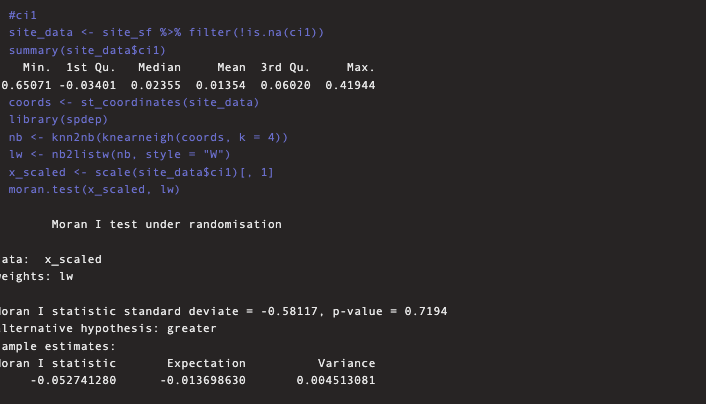 #ci1
site_data <- site_sf %>% filter(!is.na(ci1))
summary(site_data$ci1)
Min. 1st Qu. Median Mean 3rd Qu. Max.
0.65071 -0.03401 0.02355 0.01354 0.06020 0.41944
coords <- st_coordinates(site_data)
library(spdep)
nb <- knn2nb(knearneigh(coords, k = 4))
lw <- nb2listw(nb, style = "W")
x_scaled <- scale(site_data$ci1)[, 1]
moran.test(x_scaled, lw)
Moran I test under randomisation
ata: x_scaled
eights: lw
oran I statistic standard deviate = -0.58117, p-value = 0.7194
lternative hypothesis: greater
ample estimates:
oran I statistic Expectation Variance
-0.052741280 -0.013698630 0.004513081